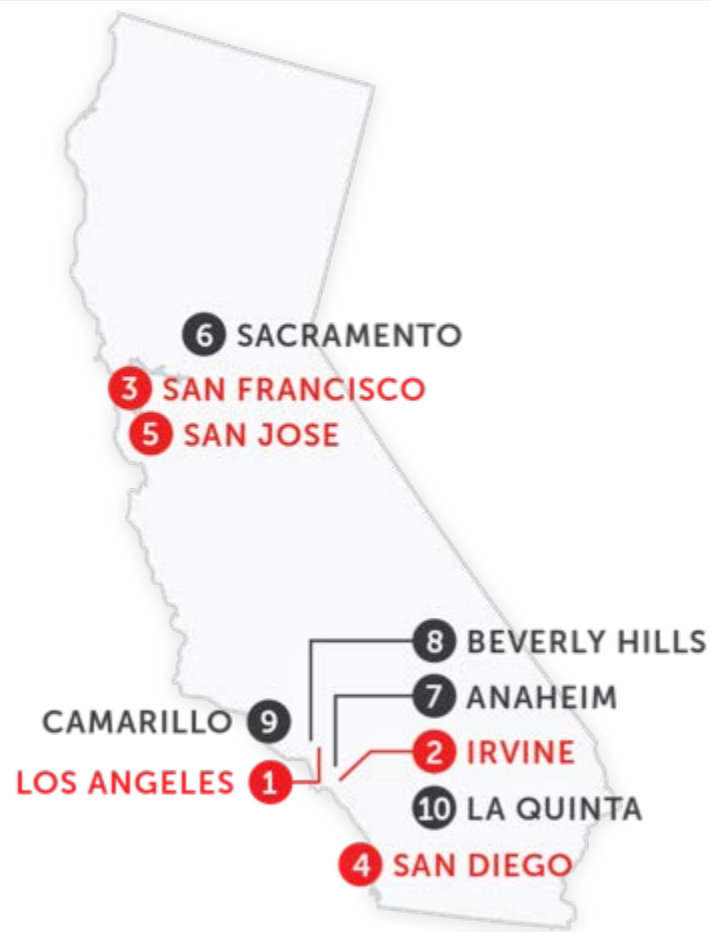 6 SACRAMENTO
3 SAN FRANCISCO
5 SAN JOSE
8 BEVERLY HILLS
7 ANAHEIM
CAMARILLO 9
2 IRVINE
LOS ANGELES 1
10 LA QUINTA
4 SAN DIEGO